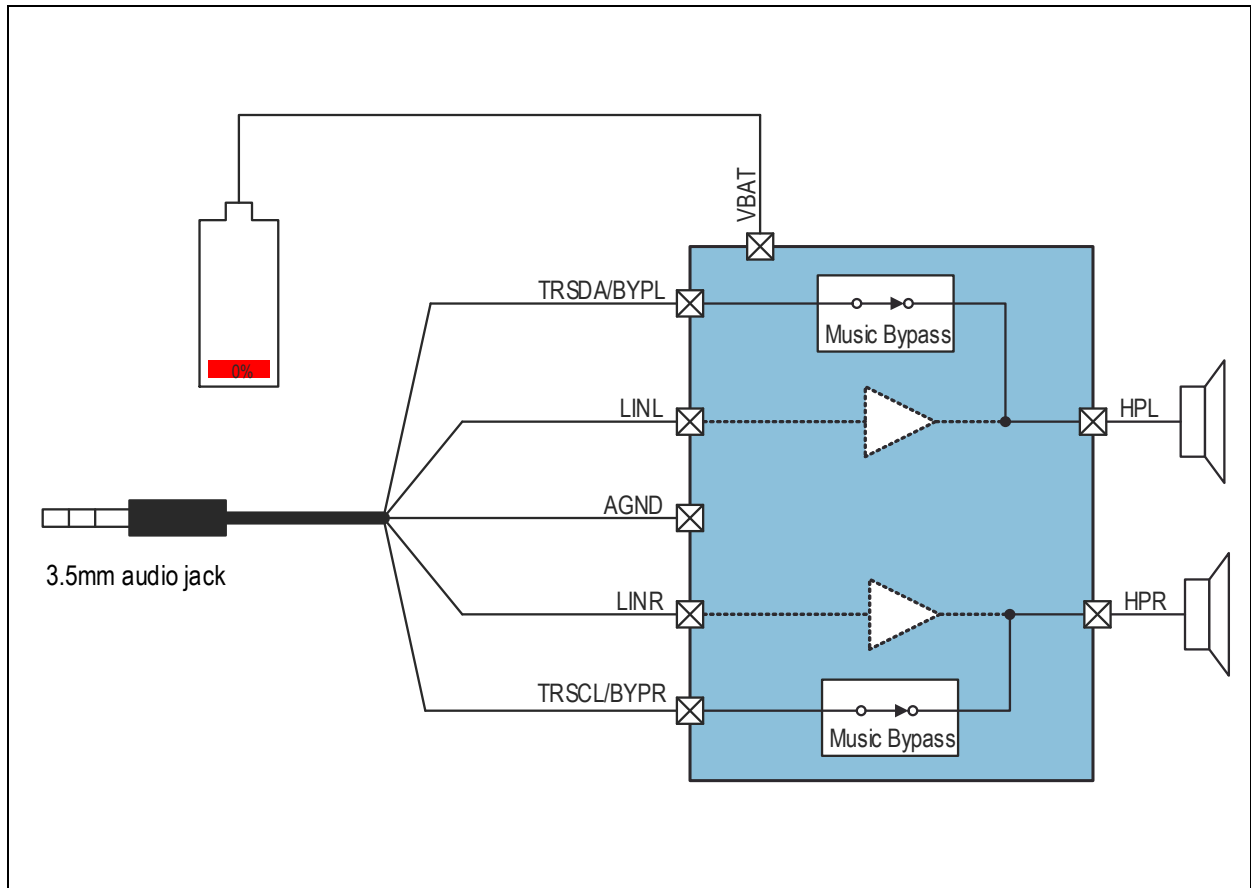 VBAT
TRSDA/BYPL
Music Bypass
0%
LINL
HPL
AGND
3.5mm audio jack
LINR
HPR
TRSCL/BYPR
Music Bypass